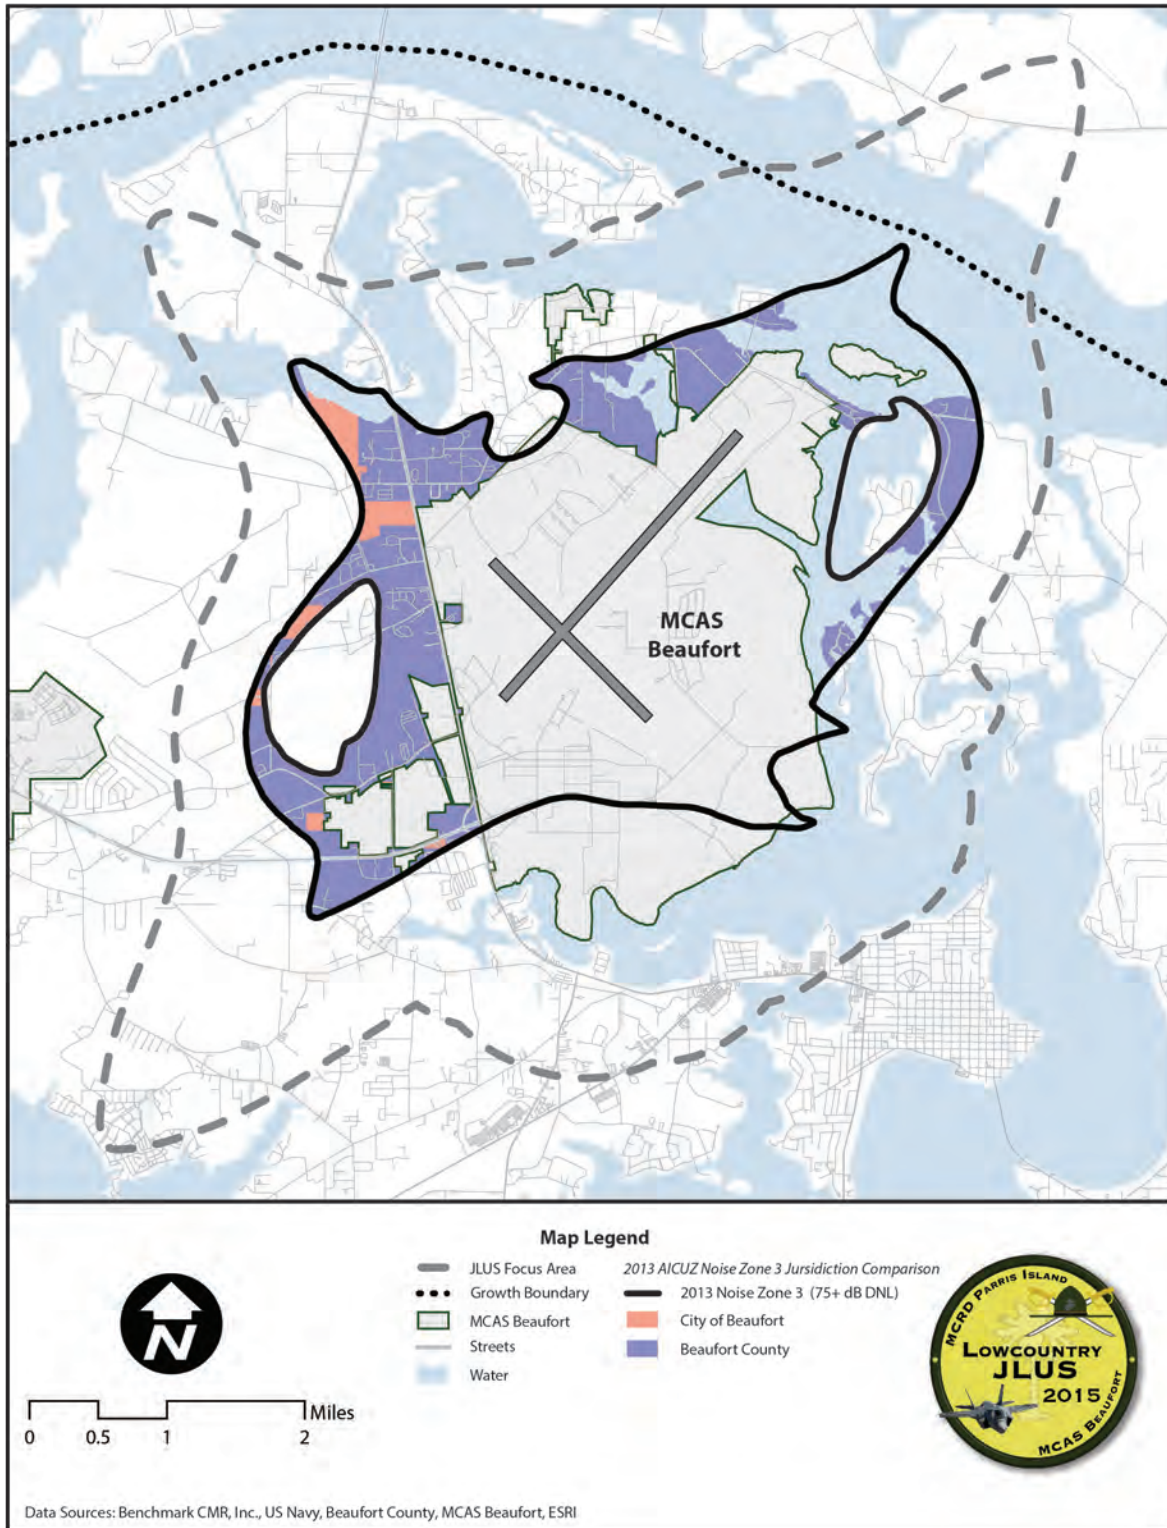 MCAS
Beaufort
Map Legend
JLUS Focus Area
Growth Boundary
MCAS Beaufort
Streets
Water
2013 AICUZ Noise Zone 3 Jursidiction Comparison
2013 Noise Zone 3 (75+ dB DNL)
City of Beaufort
Beaufort County
N
Miles
0 0.5 1 2
MCRD PARRIS ISLAND
LOWCOUNTRY
JLUS
2015
MCAS BEAUFORT
Data Sources: Benchmark CMR, Inc., US Navy, Beaufort County, MCAS Beaufort, ESRI